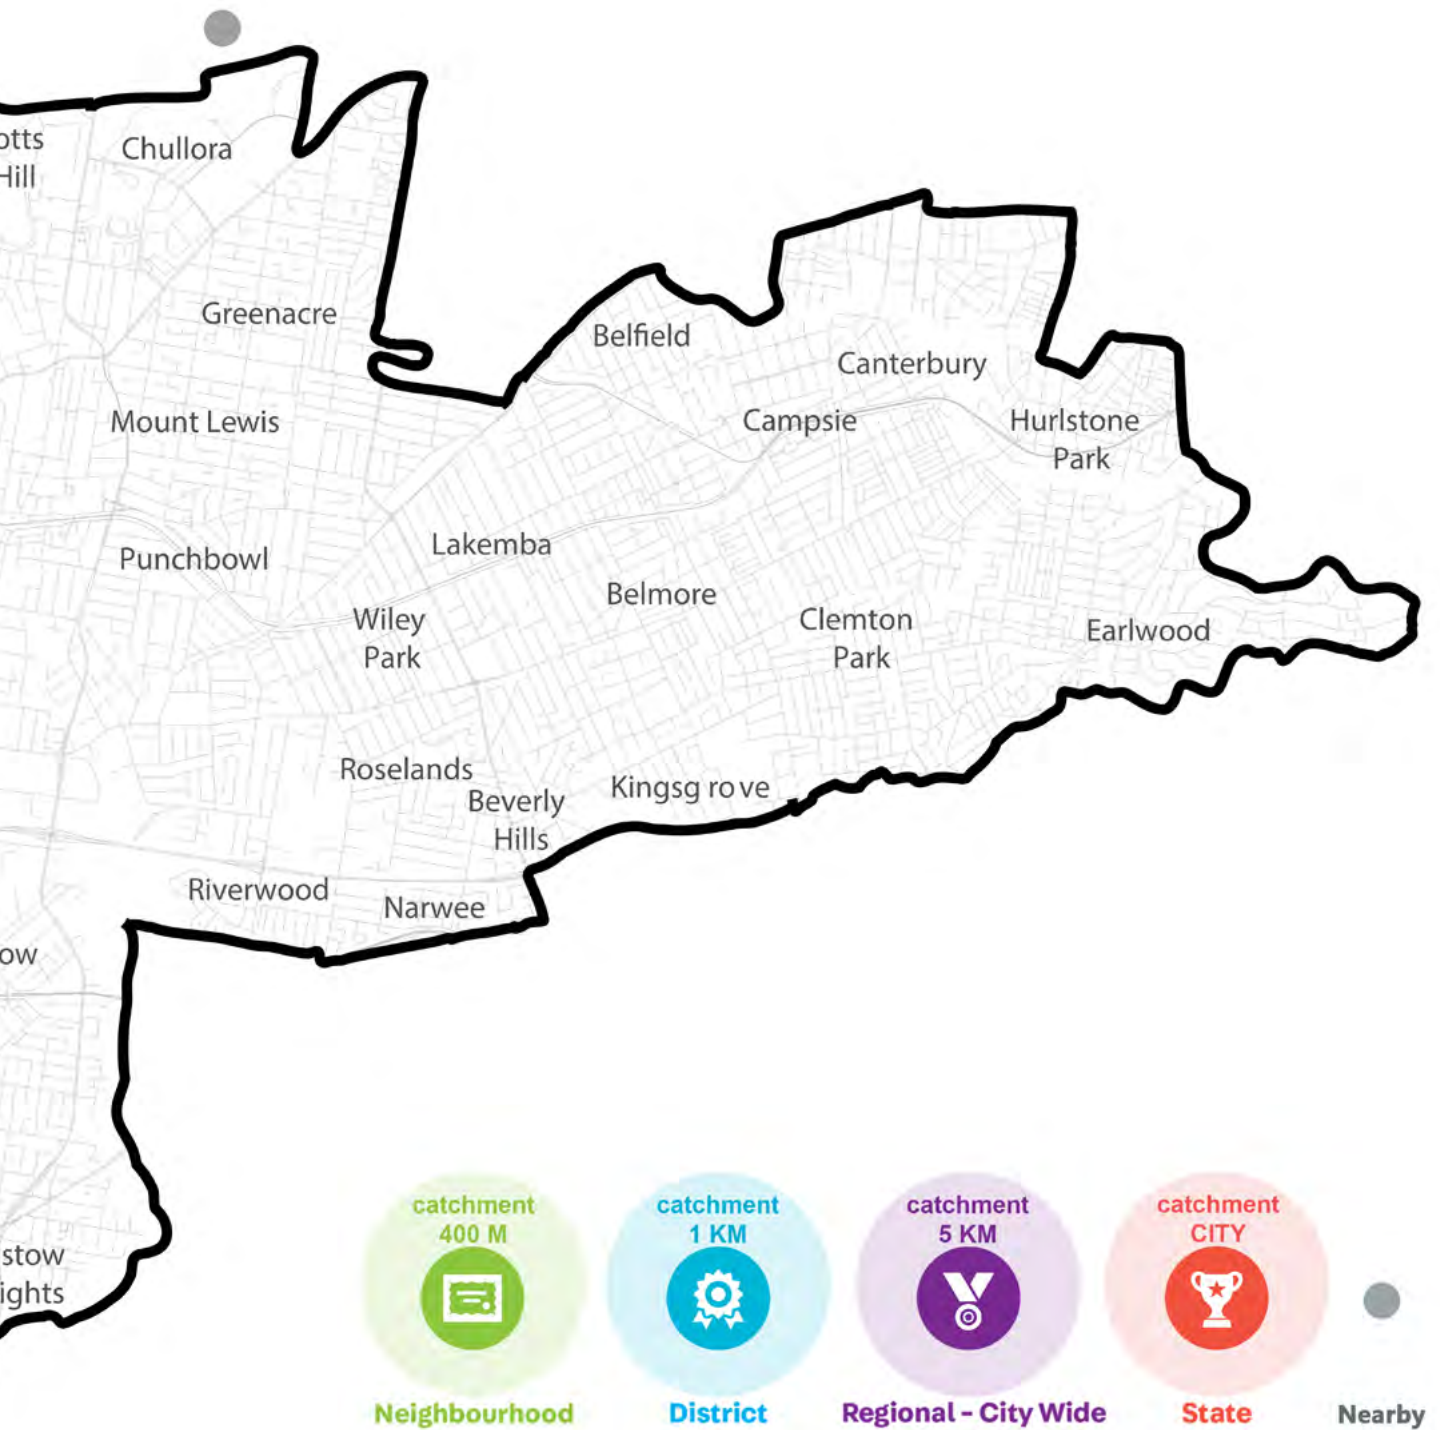 otts
Hill
Chullora
Greenacre
Belfield
Canterbury
Mount Lewis
Campsie
Hurlstone
Park
Punchbowl
Lakemba
Belmore
Wiley
Park
Clemton
Park
Earlwood
Roselands
Beverly
Hills
Kingsg ro ve
Riverwood
Narwee
ow
stow
ights
catchment
400 M
Neighbourhood
catchment
1 KM
District
catchment
5 KM
Regional - City Wide
catchment
CITY
State
Nearby